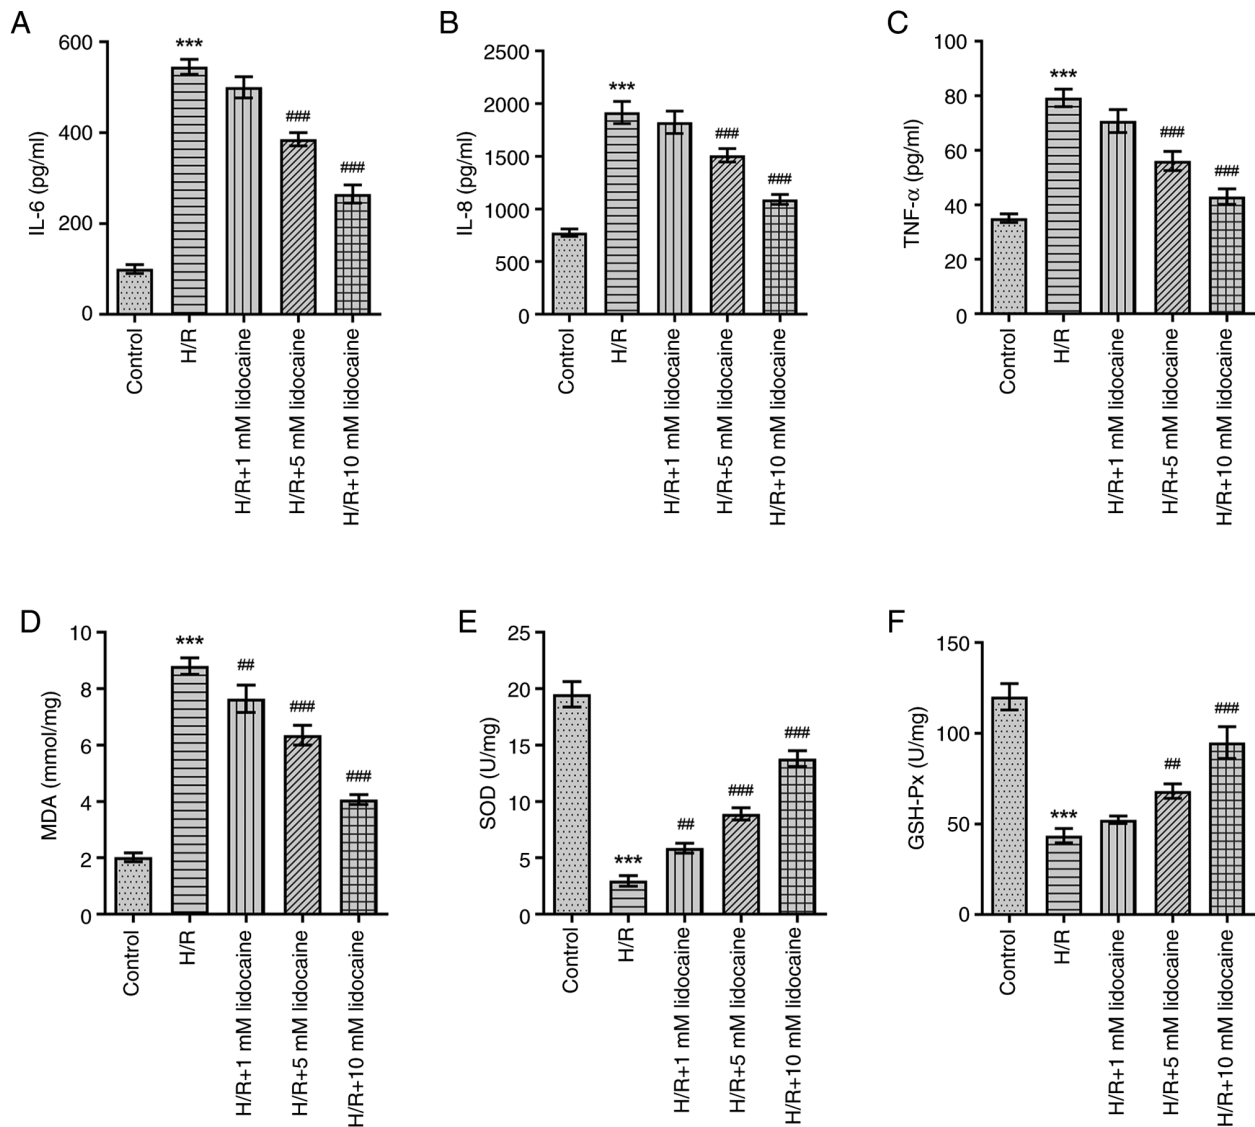 A
IL-6 (pg/ml)
600
400
200
0
***
###
###
Control
H/R
H/R+1 mM lidocaine
H/R+5 mM lidocaine
H/R+10 mM lidocaine
B
IL-8 (pg/ml)
2500
2000
1500
1000
500
0
***
###
###
Control
H/R
H/R+1 mM lidocaine
H/R+5 mM lidocaine
H/R+10 mM lidocaine
C
TNF-α (pg/ml)
100
80
60
40
20
0
***
###
###
Control
H/R
H/R+1 mM lidocaine
H/R+5 mM lidocaine
H/R+10 mM lidocaine
D
MDA (mmol/mg)
10
8
6
4
2
0
***
##
###
###
Control
H/R
H/R+1 mM lidocaine
H/R+5 mM lidocaine
H/R+10 mM lidocaine
E
SOD (U/mg)
25
20
15
10
5
0
***
##
###
###
Control
H/R
H/R+1 mM lidocaine
H/R+5 mM lidocaine
H/R+10 mM lidocaine
F
GSH-Px (U/mg)
150
100
50
0
***
##
###
Control
H/R
H/R+1 mM lidocaine
H/R+5 mM lidocaine
H/R+10 mM lidocaine